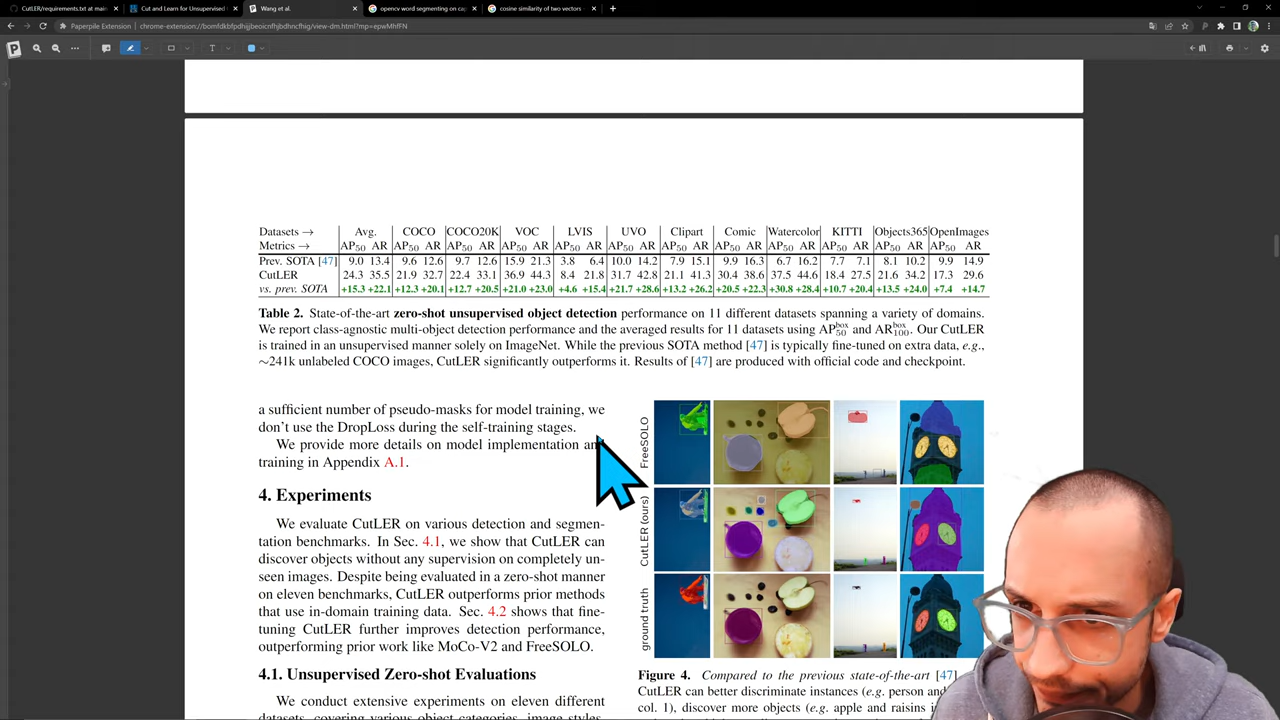 CutLER/requirements.txt at mai
Cut and Learn for Unsupervised
Wang et al.
opencv word segmenting on ca
cosine similarity of two vectors
Paperpile Extension
chrome-extension://bomfdkbfpdhijjbeoicnfhjbdhncfhig/view-dm.html?mp=epwMhfFN
Datasets → Avg. COCO COCO20K VOC LVIS UVO Clipart Comic Watercolor KITTI Objects365 OpenImages
Metrics → AP50 AR AP50 AR AP50 AR AP50 AR AP50 AR AP50 AR AP50 AR AP50 AR AP50 AR AP50 AR AP50 AR AP50 AR
Prev. SOTA [47] 9.0 13.4 9.6 12.6 9.7 12.6 15.9 21.3 3.8 6.4 10.0 14.2 7.9 15.1 9.9 16.3 6.7 16.2 7.7 7.1 8.1 10.2 9.9 14.9
CutLER 24.3 35.5 21.9 32.7 22.4 33.1 36.9 44.3 8.4 21.8 31.7 42.8 21.1 41.3 30.4 38.6 37.5 44.6 18.4 27.5 21.6 34.2 17.3 29.6
vs. prev. SOTA +15.3 +22.1 +12.3 +20.1 +12.7 +20.5 +21.0 +23.0 +4.6 +15.4 +21.7 +28.6 +13.2 +26.2 +20.5 +22.3 +30.8 +28.4 +10.7 +20.4 +13.5 +24.0 +7.4 +14.7
Table 2. State-of-the-art zero-shot unsupervised object detection performance on 11 different datasets spanning a variety of domains.
We report class-agnostic multi-object detection performance and the averaged results for 11 datasets using AP50box and AR100box. Our CutLER
is trained in an unsupervised manner solely on ImageNet. While the previous SOTA method [47] is typically fine-tuned on extra data, e.g.,
~241k unlabeled COCO images, CutLER significantly outperforms it. Results of [47] are produced with official code and checkpoint.
a sufficient number of pseudo-masks for model training, we
don't use the DropLoss during the self-training stages.
We provide more details on model implementation and
training in Appendix A.1.
4. Experiments
We evaluate CutLER on various detection and segmen-
tation benchmarks. In Sec. 4.1, we show that CutLER can
discover objects without any supervision on completely un-
seen images. Despite being evaluated in a zero-shot manner
on eleven benchmarks, CutLER outperforms prior methods
that use in-domain training data. Sec. 4.2 shows that fine-
tuning CutLER further improves detection performance,
outperforming prior work like MoCo-V2 and FreeSOLO.
4.1. Unsupervised Zero-shot Evaluations
We conduct extensive experiments on eleven different
datasets, covering various object categories, image styles,
FreeSOLO
CutLER (ours)
ground truth
Figure 4. Compared to the previous state-of-the-art [47]
CutLER can better discriminate instances (e.g. person and
col. 1), discover more objects (e.g. apple and raisins i